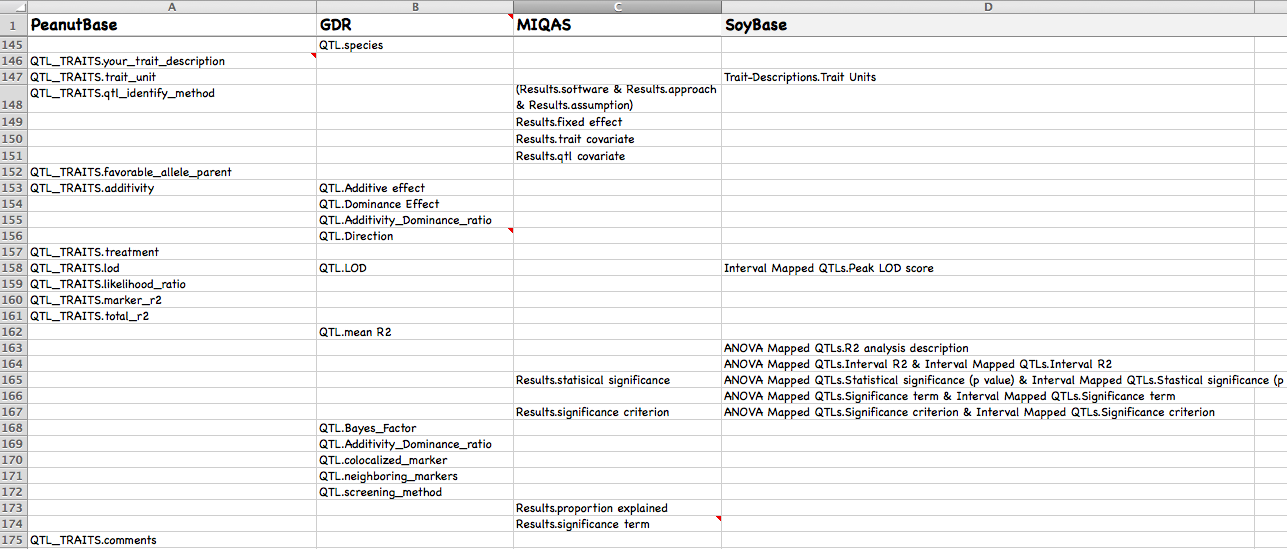 A B C D
1 PeanutBase GDR MIQAS SoyBase
145 QTL.species
146 QTL_TRAITS.your_trait_description
147 QTL_TRAITS.trait_unit Trait-Descriptions.Trait Units
148 QTL_TRAITS.qtl_identify_method (Results.software & Results.approach
& Results.assumption)
149 Results.fixed effect
150 Results.trait covariate
151 Results.qtl covariate
152 QTL_TRAITS.favorable_allele_parent
153 QTL_TRAITS.additivity QTL.Additive effect
154 QTL.Dominance Effect
155 QTL.Additivity_Dominance_ratio
156 QTL.Direction
157 QTL_TRAITS.treatment
158 QTL_TRAITS.lod QTL.LOD Interval Mapped QTLs.Peak LOD score
159 QTL_TRAITS.likelihood_ratio
160 QTL_TRAITS.marker_r2
161 QTL_TRAITS.total_r2
162 QTL.mean R2
163 ANOVA Mapped QTLs.R2 analysis description
164 ANOVA Mapped QTLs.Interval R2 & Interval Mapped QTLs.Interval R2
165 Results.statisical significance ANOVA Mapped QTLs.Statistical significance (p value) & Interval Mapped QTLs.Stastical significance (p
166 ANOVA Mapped QTLs.Significance term & Interval Mapped QTLs.Significance term
167 Results.significance criterion ANOVA Mapped QTLs.Significance criterion & Interval Mapped QTLs.Significance criterion
168 QTL.Bayes_Factor
169 QTL.Additivity_Dominance_ratio
170 QTL.colocalized_marker
171 QTL.neighboring_markers
172 QTL.screening_method
173 Results.proportion explained
174 Results.significance term
175 QTL_TRAITS.comments